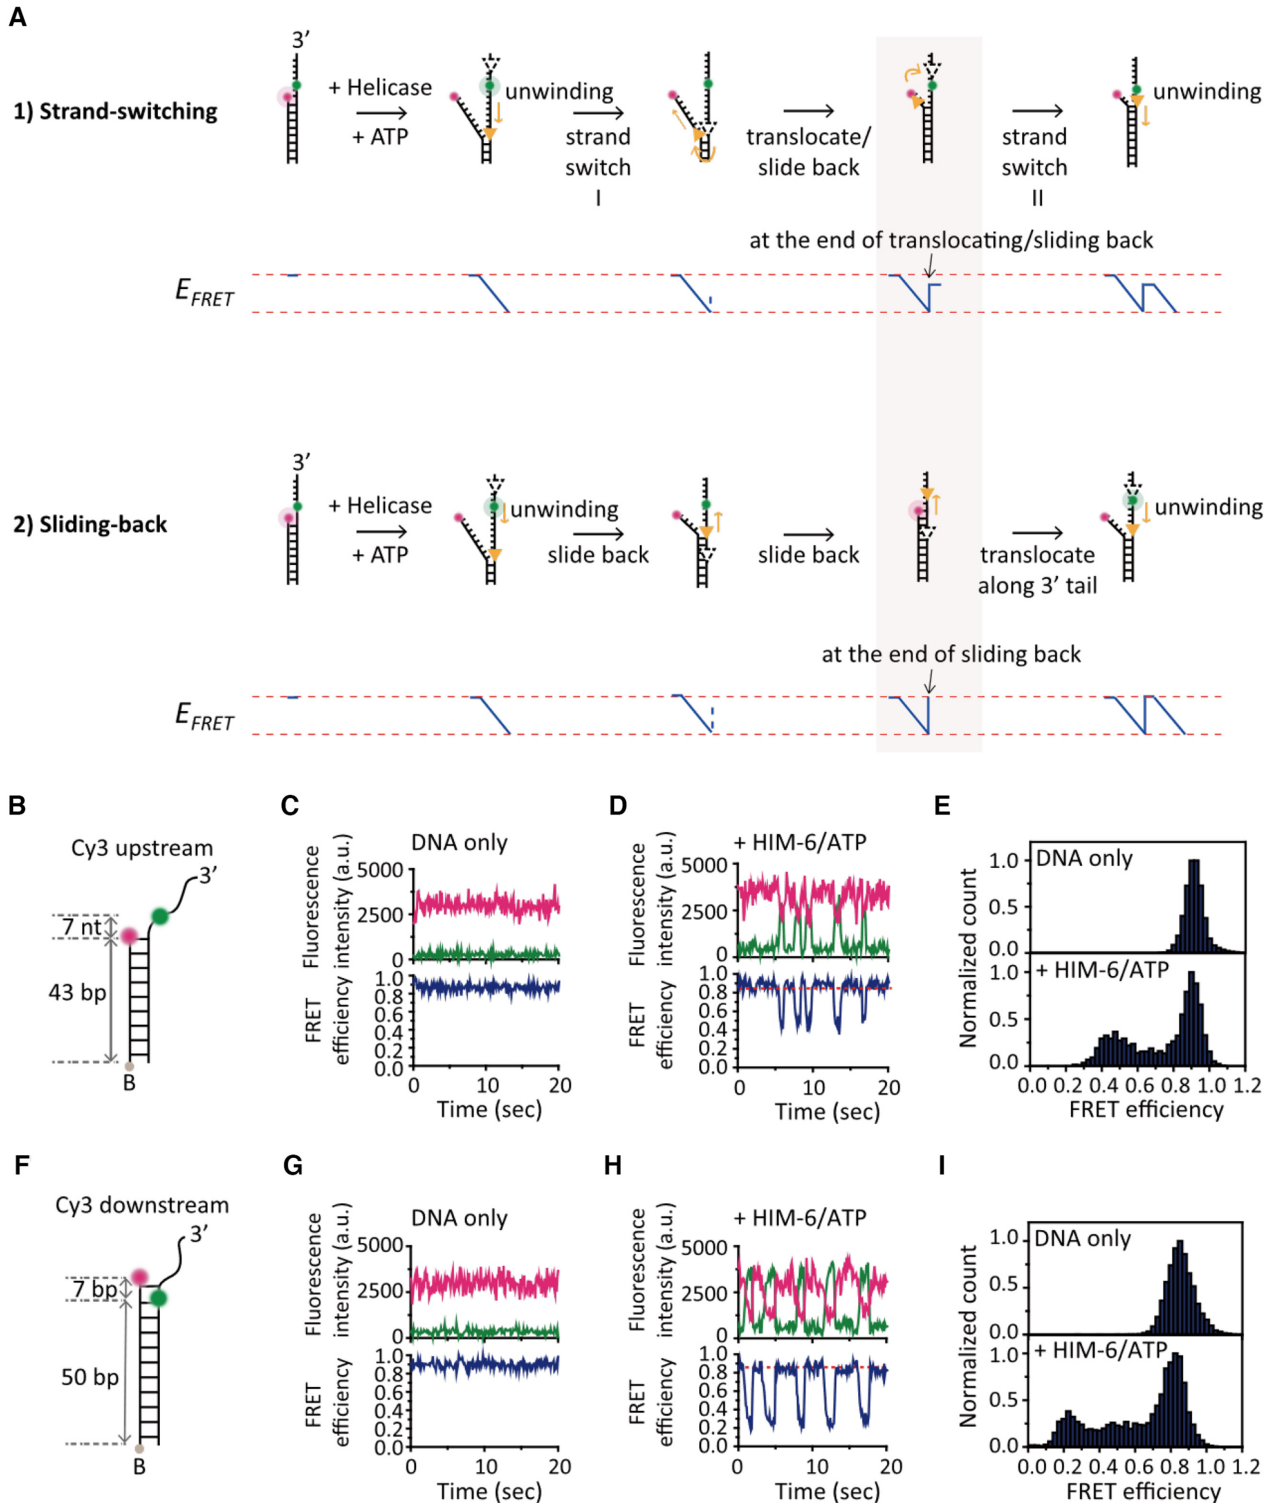 A
3’
1) Strand-switching
+ Helicase
+ ATP
unwinding
strand
switch
I
translocate/
slide back
strand
switch
II
unwinding
at the end of translocating/sliding back
EFRET
3’
2) Sliding-back
+ Helicase
+ ATP
unwinding
slide back
slide back
translocate
along 3’ tail
unwinding
at the end of sliding back
EFRET
B
Cy3 upstream
3’
7 nt
43 bp
B
C
DNA only
Fluorescence
intensity (a.u.)
5000
2500
0
FRET
efficiency
1.0
0.8
0.6
0.4
0.2
0.0
0 10 20
Time (sec)
D
+ HIM-6/ATP
Fluorescence
intensity (a.u.)
5000
2500
0
FRET
efficiency
1.0
0.8
0.6
0.4
0.2
0.0
0 10 20
Time (sec)
E
Normalized count
DNA only
1.0
0.5
0.0
+ HIM-6/ATP
1.0
0.5
0.0
0.0 0.2 0.4 0.6 0.8 1.0 1.2
FRET efficiency
F
Cy3 downstream
3’
7 bp
50 bp
B
G
DNA only
Fluorescence
intensity (a.u.)
5000
2500
0
FRET
efficiency
1.0
0.8
0.6
0.4
0.2
0.0
0 10 20
Time (sec)
H
+ HIM-6/ATP
Fluorescence
intensity (a.u.)
5000
2500
0
FRET
efficiency
1.0
0.8
0.6
0.4
0.2
0.0
0 10 20
Time (sec)
I
Normalized count
DNA only
1.0
0.5
0.0
+ HIM-6/ATP
1.0
0.5
0.0
0.0 0.2 0.4 0.6 0.8 1.0 1.2
FRET efficiency